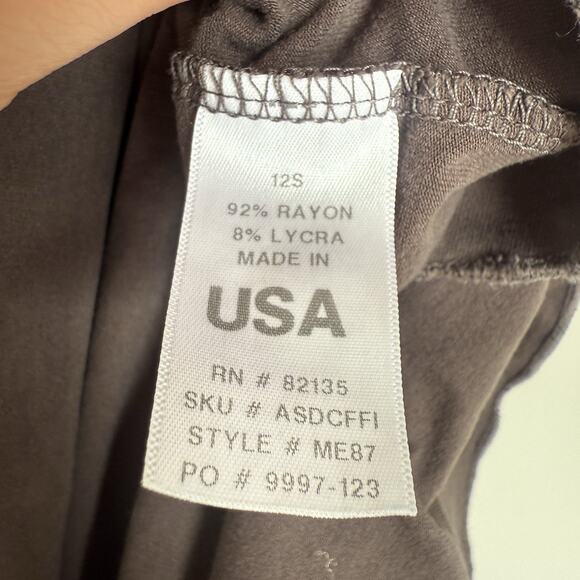 12S
92% RAYON
8% LYCRA
MADE IN
USA
RN # 82135
SKU # ASDCFFI
STYLE # ME87
PO # 9997-123